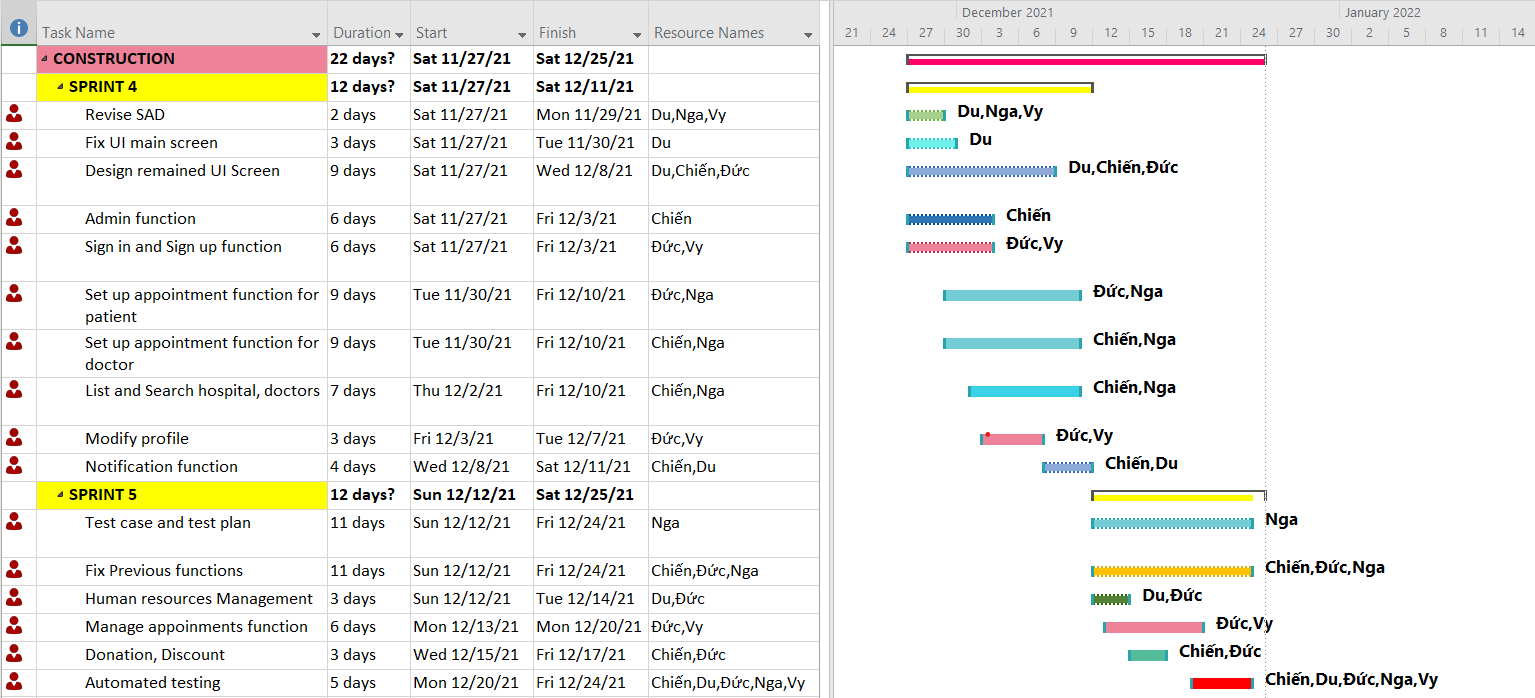 December 2021 January 2022
Task Name Duration Start Finish Resource Names 21 24 27 30 3 6 9 12 15 18 21 24 27 30 2 5 8 11 14
CONSTRUCTION 22 days? Sat 11/27/21 Sat 12/25/21
SPRINT 4 12 days? Sat 11/27/21 Sat 12/11/21
Revise SAD 2 days Sat 11/27/21 Mon 11/29/21 Du,Nga,Vy Du,Nga,Vy
Fix UI main screen 3 days Sat 11/27/21 Tue 11/30/21 Du Du
Design remained UI Screen 9 days Sat 11/27/21 Wed 12/8/21 Du,Chiến,Đức Du,Chiến,Đức
Admin function 6 days Sat 11/27/21 Fri 12/3/21 Chiến Chiến
Sign in and Sign up function 6 days Sat 11/27/21 Fri 12/3/21 Đức,Vy Đức,Vy
Set up appointment function for 9 days Tue 11/30/21 Fri 12/10/21 Đức,Nga Đức,Nga
patient
Set up appointment function for 9 days Tue 11/30/21 Fri 12/10/21 Chiến,Nga Chiến,Nga
doctor
List and Search hospital, doctors 7 days Thu 12/2/21 Fri 12/10/21 Chiến,Nga Chiến,Nga
Modify profile 3 days Fri 12/3/21 Tue 12/7/21 Đức,Vy Đức,Vy
Notification function 4 days Wed 12/8/21 Sat 12/11/21 Chiến,Du Chiến,Du
SPRINT 5 12 days? Sun 12/12/21 Sat 12/25/21
Test case and test plan 11 days Sun 12/12/21 Fri 12/24/21 Nga Nga
Fix Previous functions 11 days Sun 12/12/21 Fri 12/24/21 Chiến,Đức,Nga Chiến,Đức,Nga
Human resources Management 3 days Sun 12/12/21 Tue 12/14/21 Du,Đức Du,Đức
Manage appoinments function 6 days Mon 12/13/21 Mon 12/20/21 Đức,Vy Đức,Vy
Donation, Discount 3 days Wed 12/15/21 Fri 12/17/21 Chiến,Đức Chiến,Đức
Automated testing 5 days Mon 12/20/21 Fri 12/24/21 Chiến,Du,Đức,Nga,Vy Chiến,Du,Đức,Nga,Vy